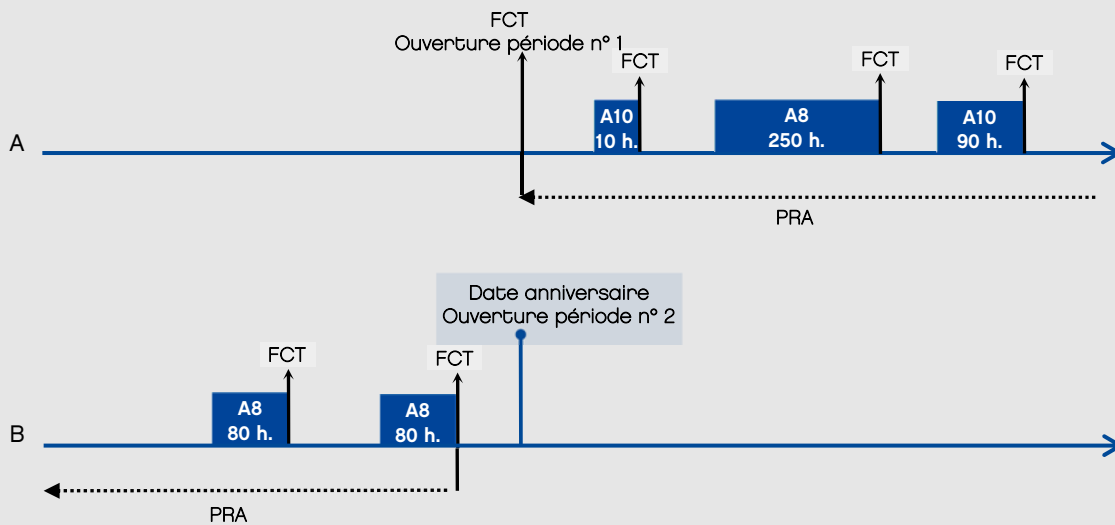 FCT
Ouverture période n° 1
FCT
FCT
FCT
A10
10 h.
A8
250 h.
A10
90 h.
A
PRA
Date anniversaire
Ouverture période n° 2
FCT
FCT
A8
80 h.
A8
80 h.
B
PRA